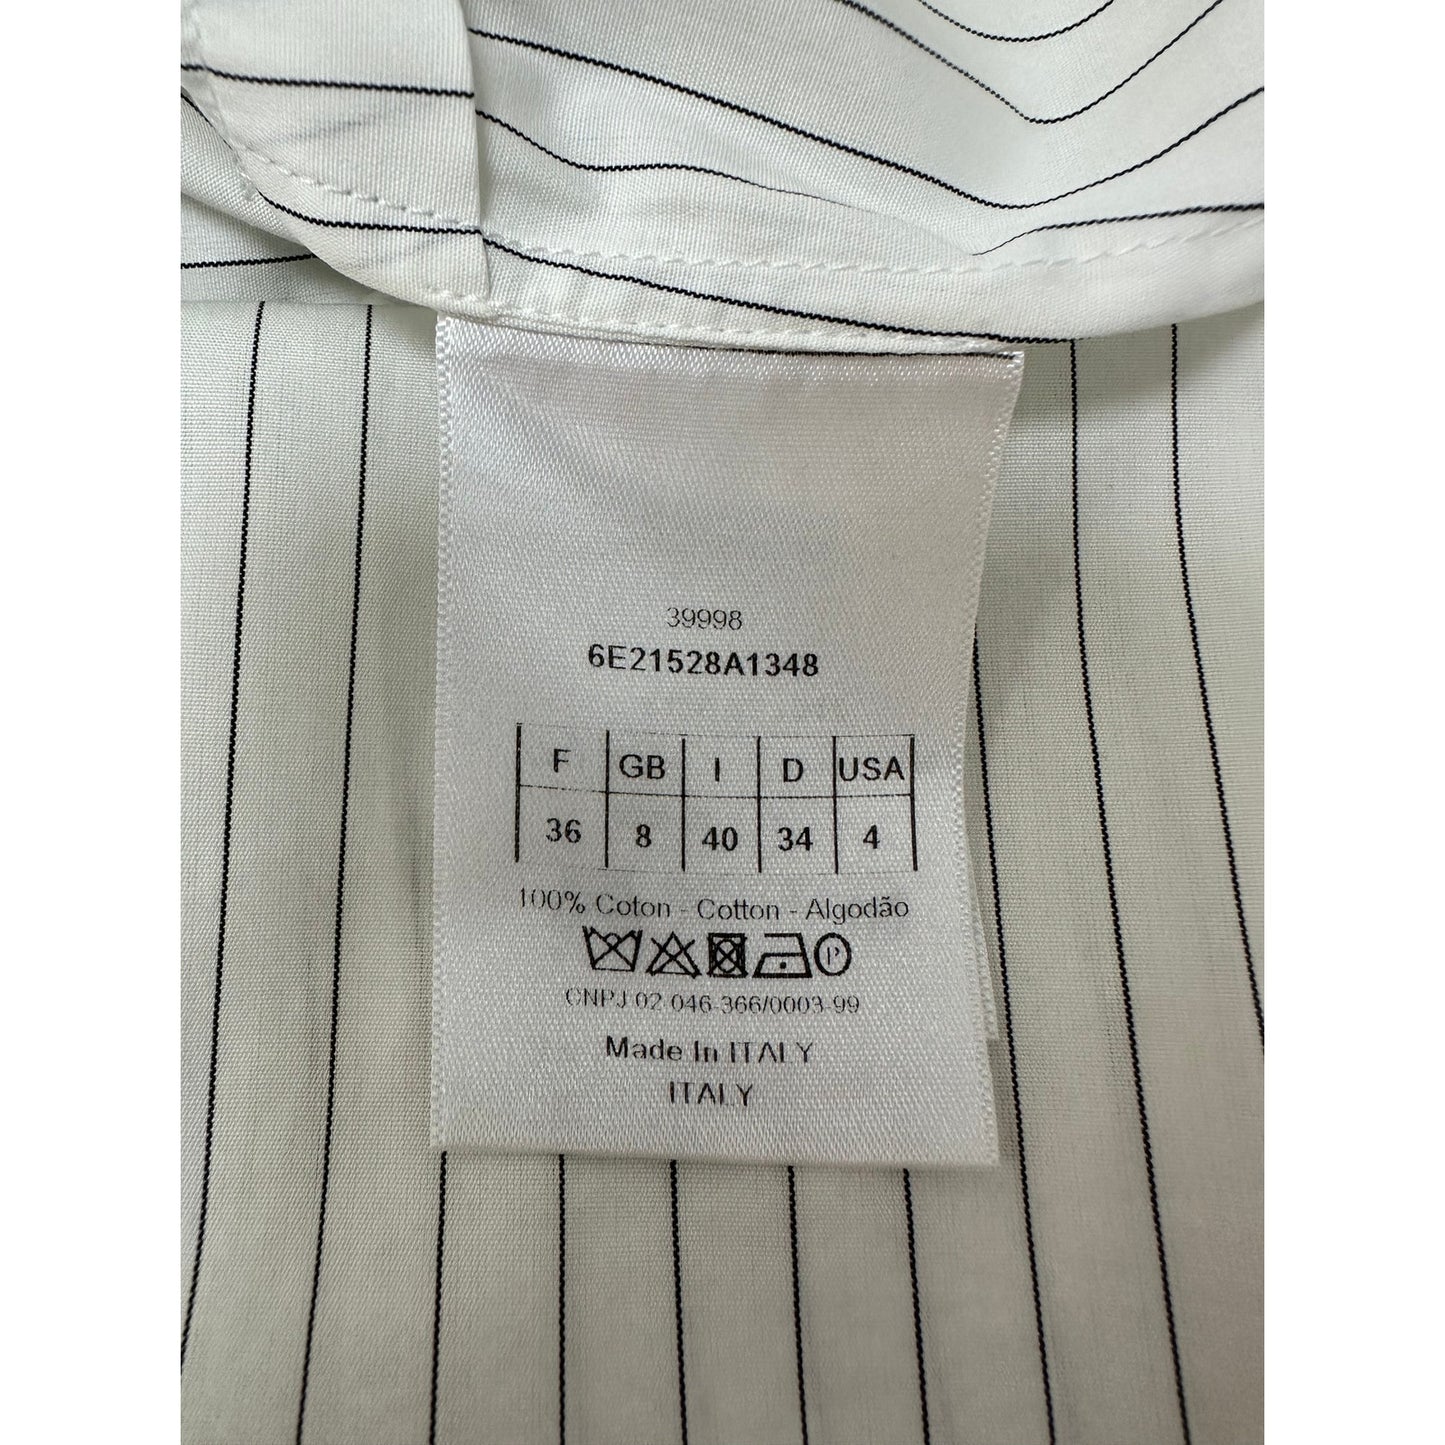 39998
6E21528A1348
F GB I D USA
36 8 40 34 4
100% Coton - Cotton - Algodão
P
CNPJ 02-046-366/0003-99
Made In ITALY
ITALY